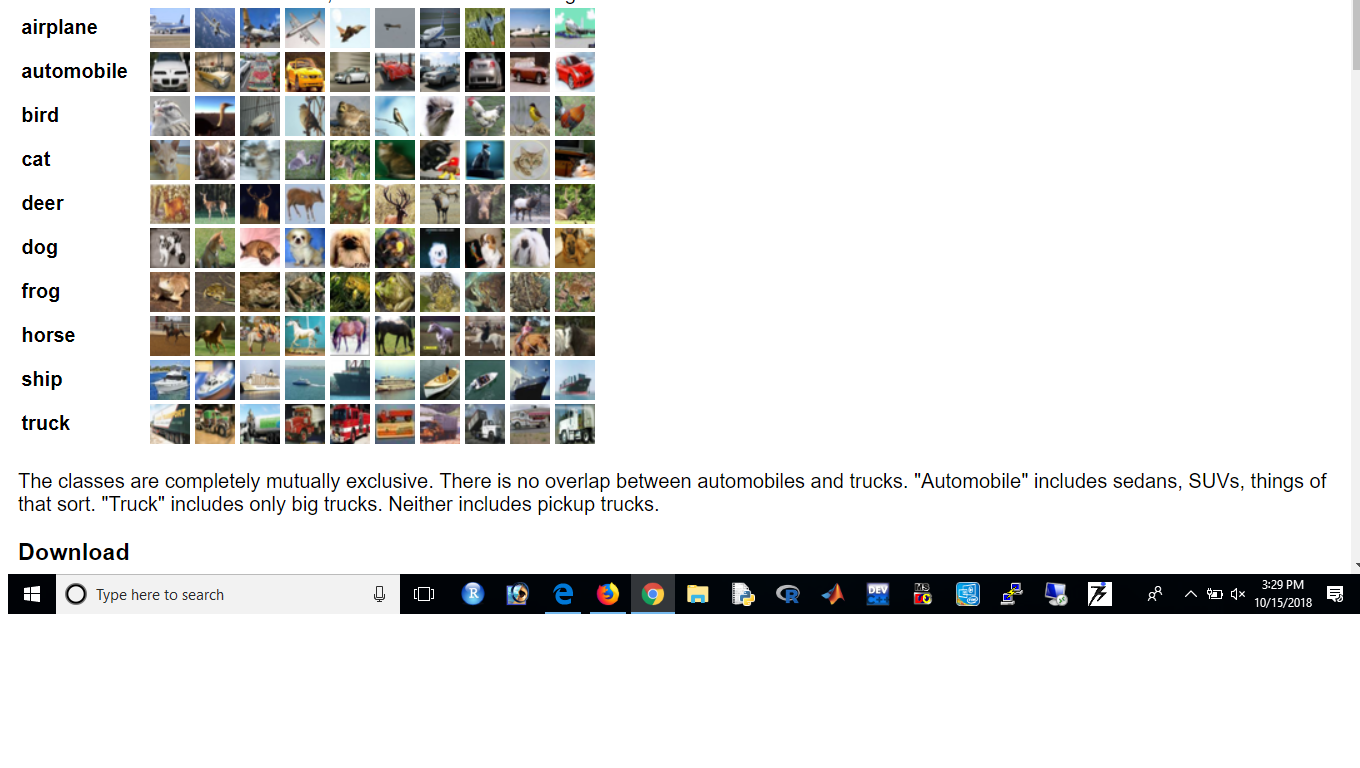 airplane
automobile
bird
cat
deer
dog
frog
horse
ship
truck
The classes are completely mutually exclusive. There is no overlap between automobiles and trucks. "Automobile" includes sedans, SUVs, things of
that sort. "Truck" includes only big trucks. Neither includes pickup trucks.
Download
Type here to search
R
R
DEV
C++
MS
3:29 PM
10/15/2018